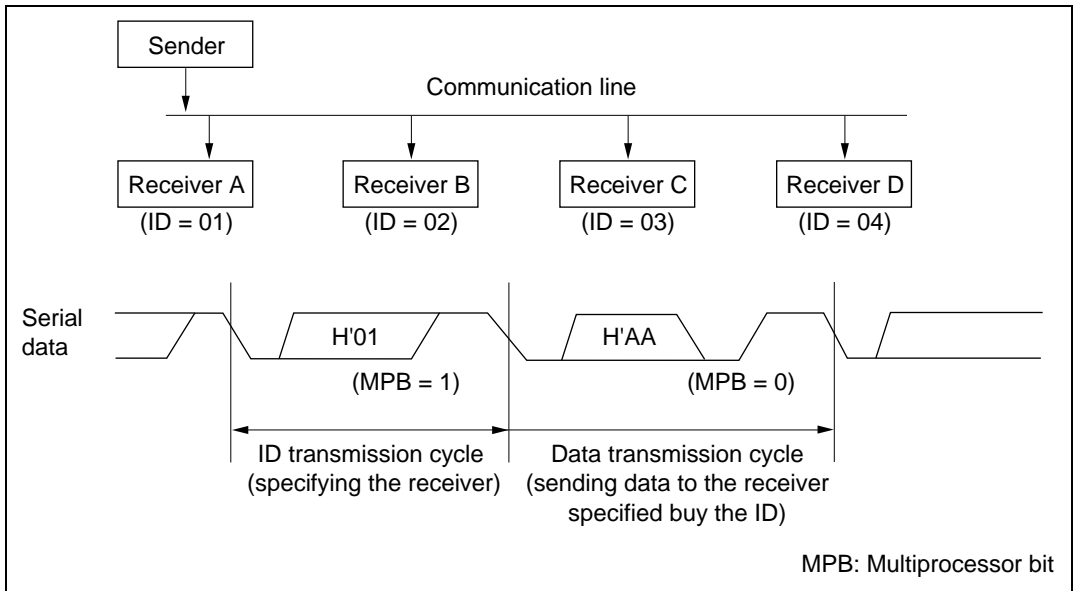 Sender
Communication line
Receiver A
Receiver B
Receiver C
Receiver D
(ID = 01)
(ID = 02)
(ID = 03)
(ID = 04)
Serial
data
H'01
H'AA
(MPB = 1)
(MPB = 0)
ID transmission cycle
(specifying the receiver)
Data transmission cycle
(sending data to the receiver
specified buy the ID)
MPB: Multiprocessor bit